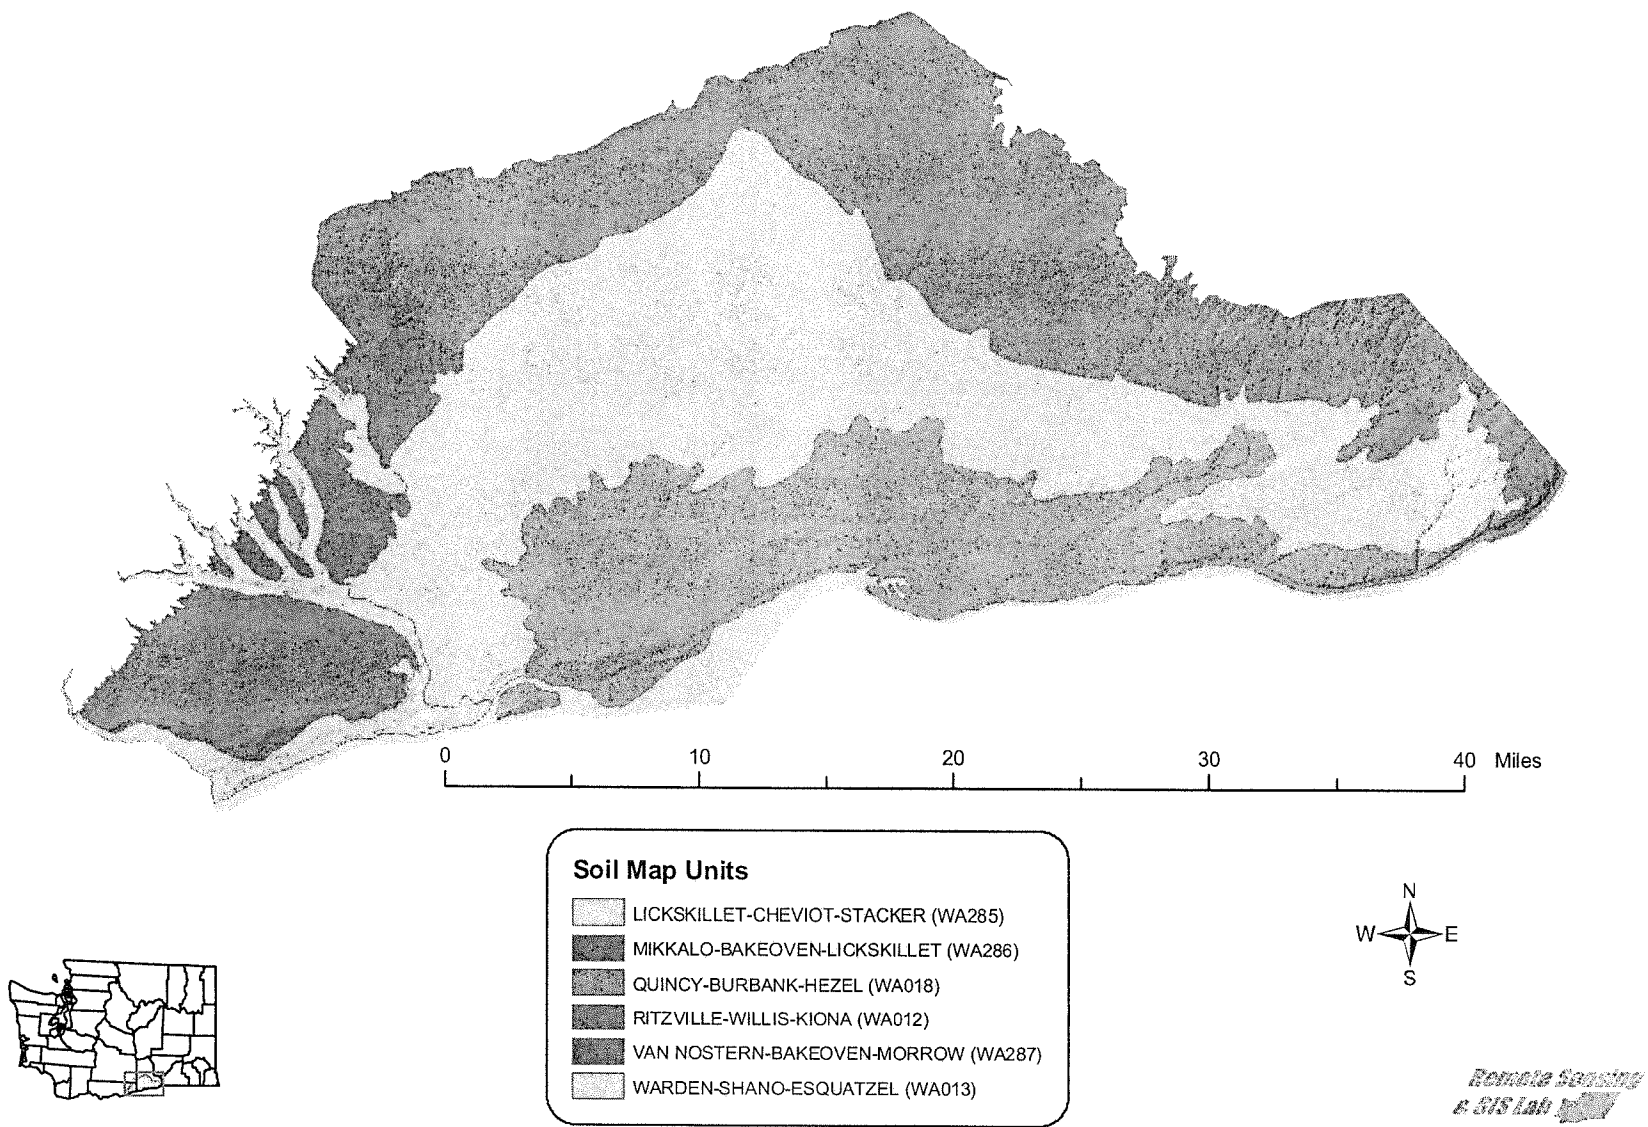 0 10 20 30 40 Miles
Soil Map Units
LICKSKILLET-CHEVIOT-STACKER (WA285)
MIKKALO-BAKEOVEN-LICKSKILLET (WA286)
QUINCY-BURBANK-HEZEL (WA018)
RITZVILLE-WILLIS-KIONA (WA012)
VAN NOSTERN-BAKEOVEN-MORROW (WA287)
WARDEN-SHANO-ESQUATZEL (WA013)
N
W E
S
Remote Sensing
& GIS Lab